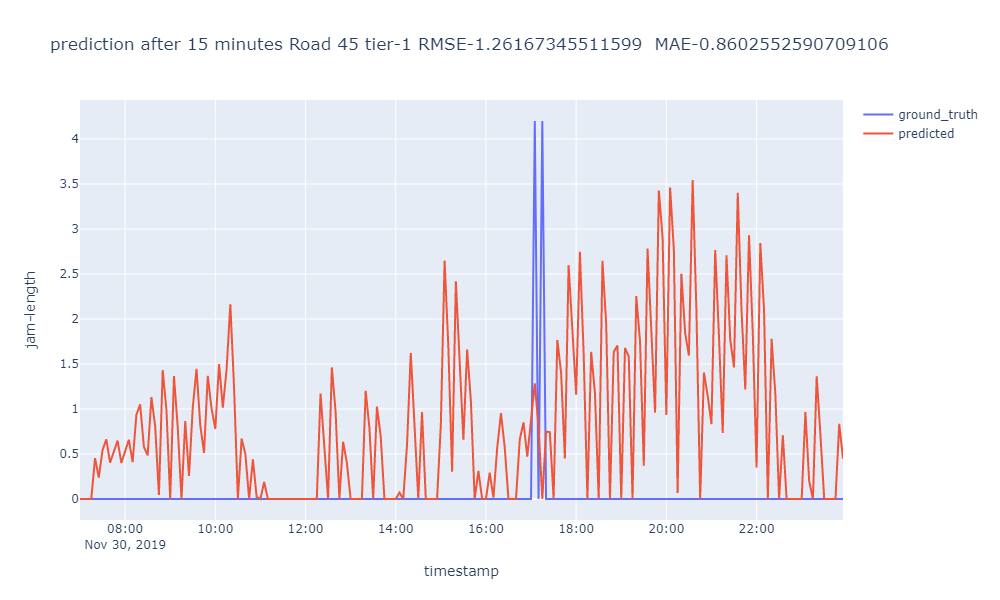 prediction after 15 minutes Road 45 tier-1 RMSE-1.26167345511599  MAE-0.8602552590709106
ground_truth
predicted
4
3.5
3
2.5
2
1.5
1
0.5
0
jam-length
08:00 10:00 12:00 14:00 16:00 18:00 20:00 22:00
Nov 30, 2019
timestamp